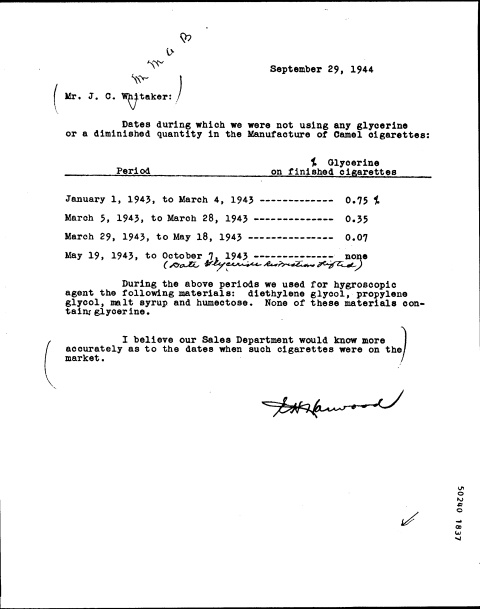 September 29, 1944
Mr. J. C. Whitaker:
Dates during which we were not using any glycerine
or a diminished quantity in the Manufacture of Camel cigarettes:
Period
% Glycerine
on finished cigarettes
January 1, 1943, to March 4, 1943 ------------- 0.75 %
March 5, 1943, to March 28, 1943 -------------- 0.35
March 29, 1943, to May 18, 1943 -------------- 0.07
May 19, 1943, to October 7, 1943 -------------- none
(Date Glycerine Restrictions Lifted)
During the above periods we used for hygroscopic
agent the following materials: diethylene glycol, propylene
glycol, malt syrup and humectose. None of these materials con-
tain glycerine.
I believe our Sales Department would know more
accurately as to the dates when such cigarettes were on the
market.
Harwood
50240 1837